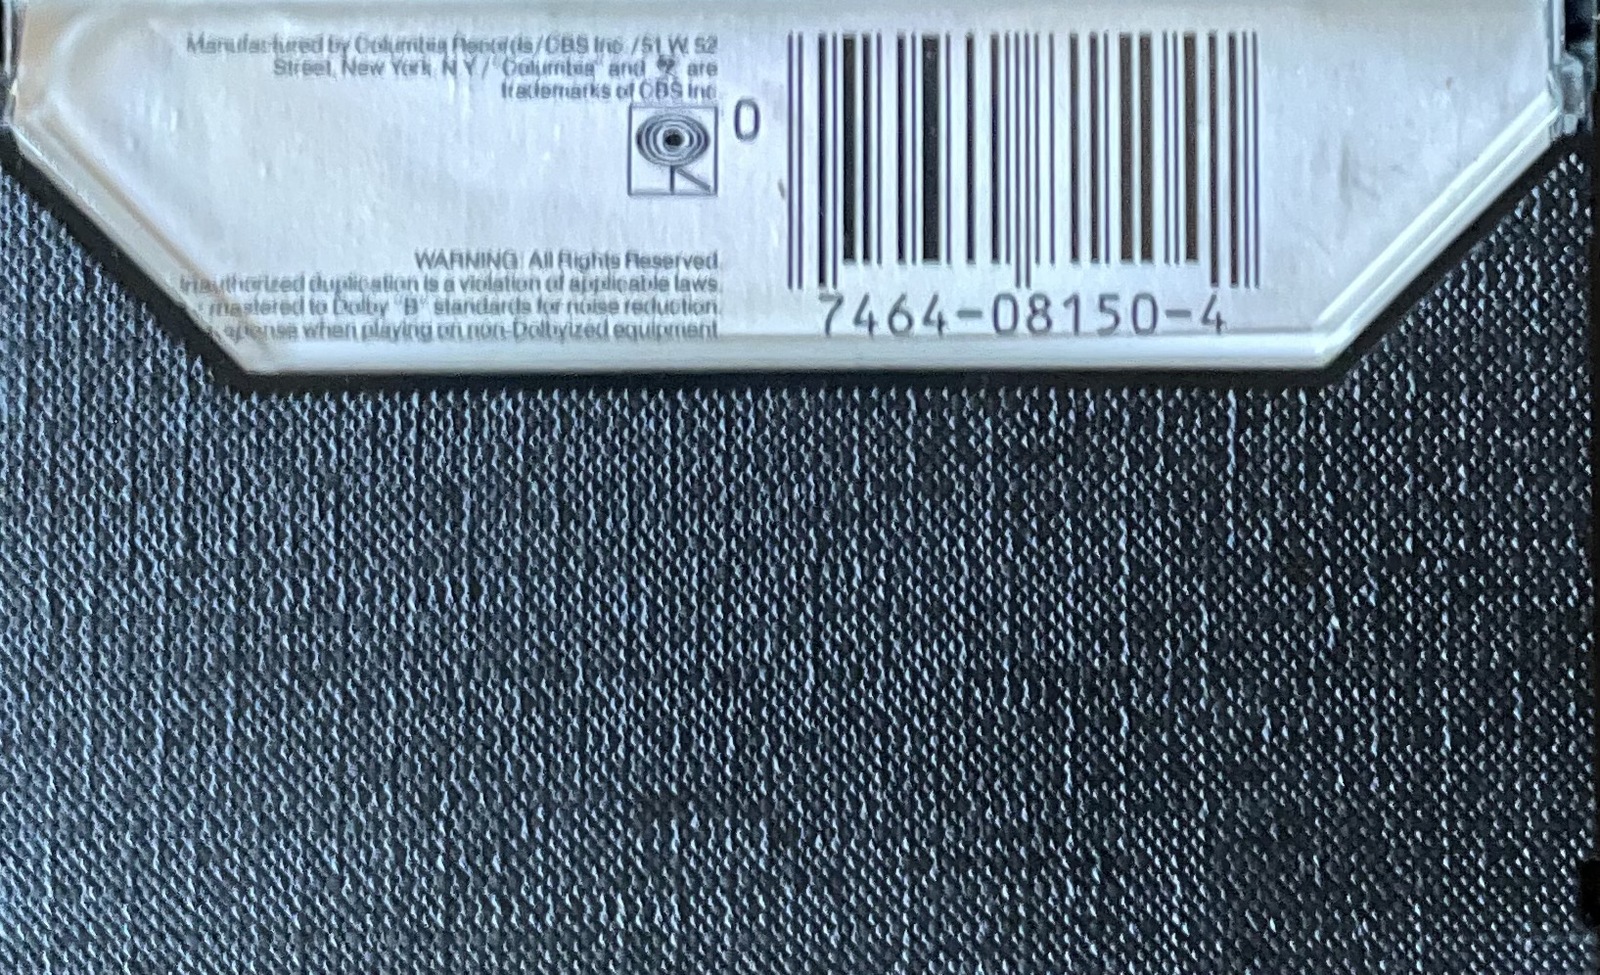 Manufactured by Columbia Records/CBS Inc./51 W. 52
Street, New York, N.Y./"Columbia" and are
trademarks of CBS Inc.
0
WARNING: All Rights Reserved.
Unauthorized duplication is a violation of applicable laws.
mastered to Dolby "B" standards for noise reduction.
when playing on non-Dolbyized equipment
7464-08150-4